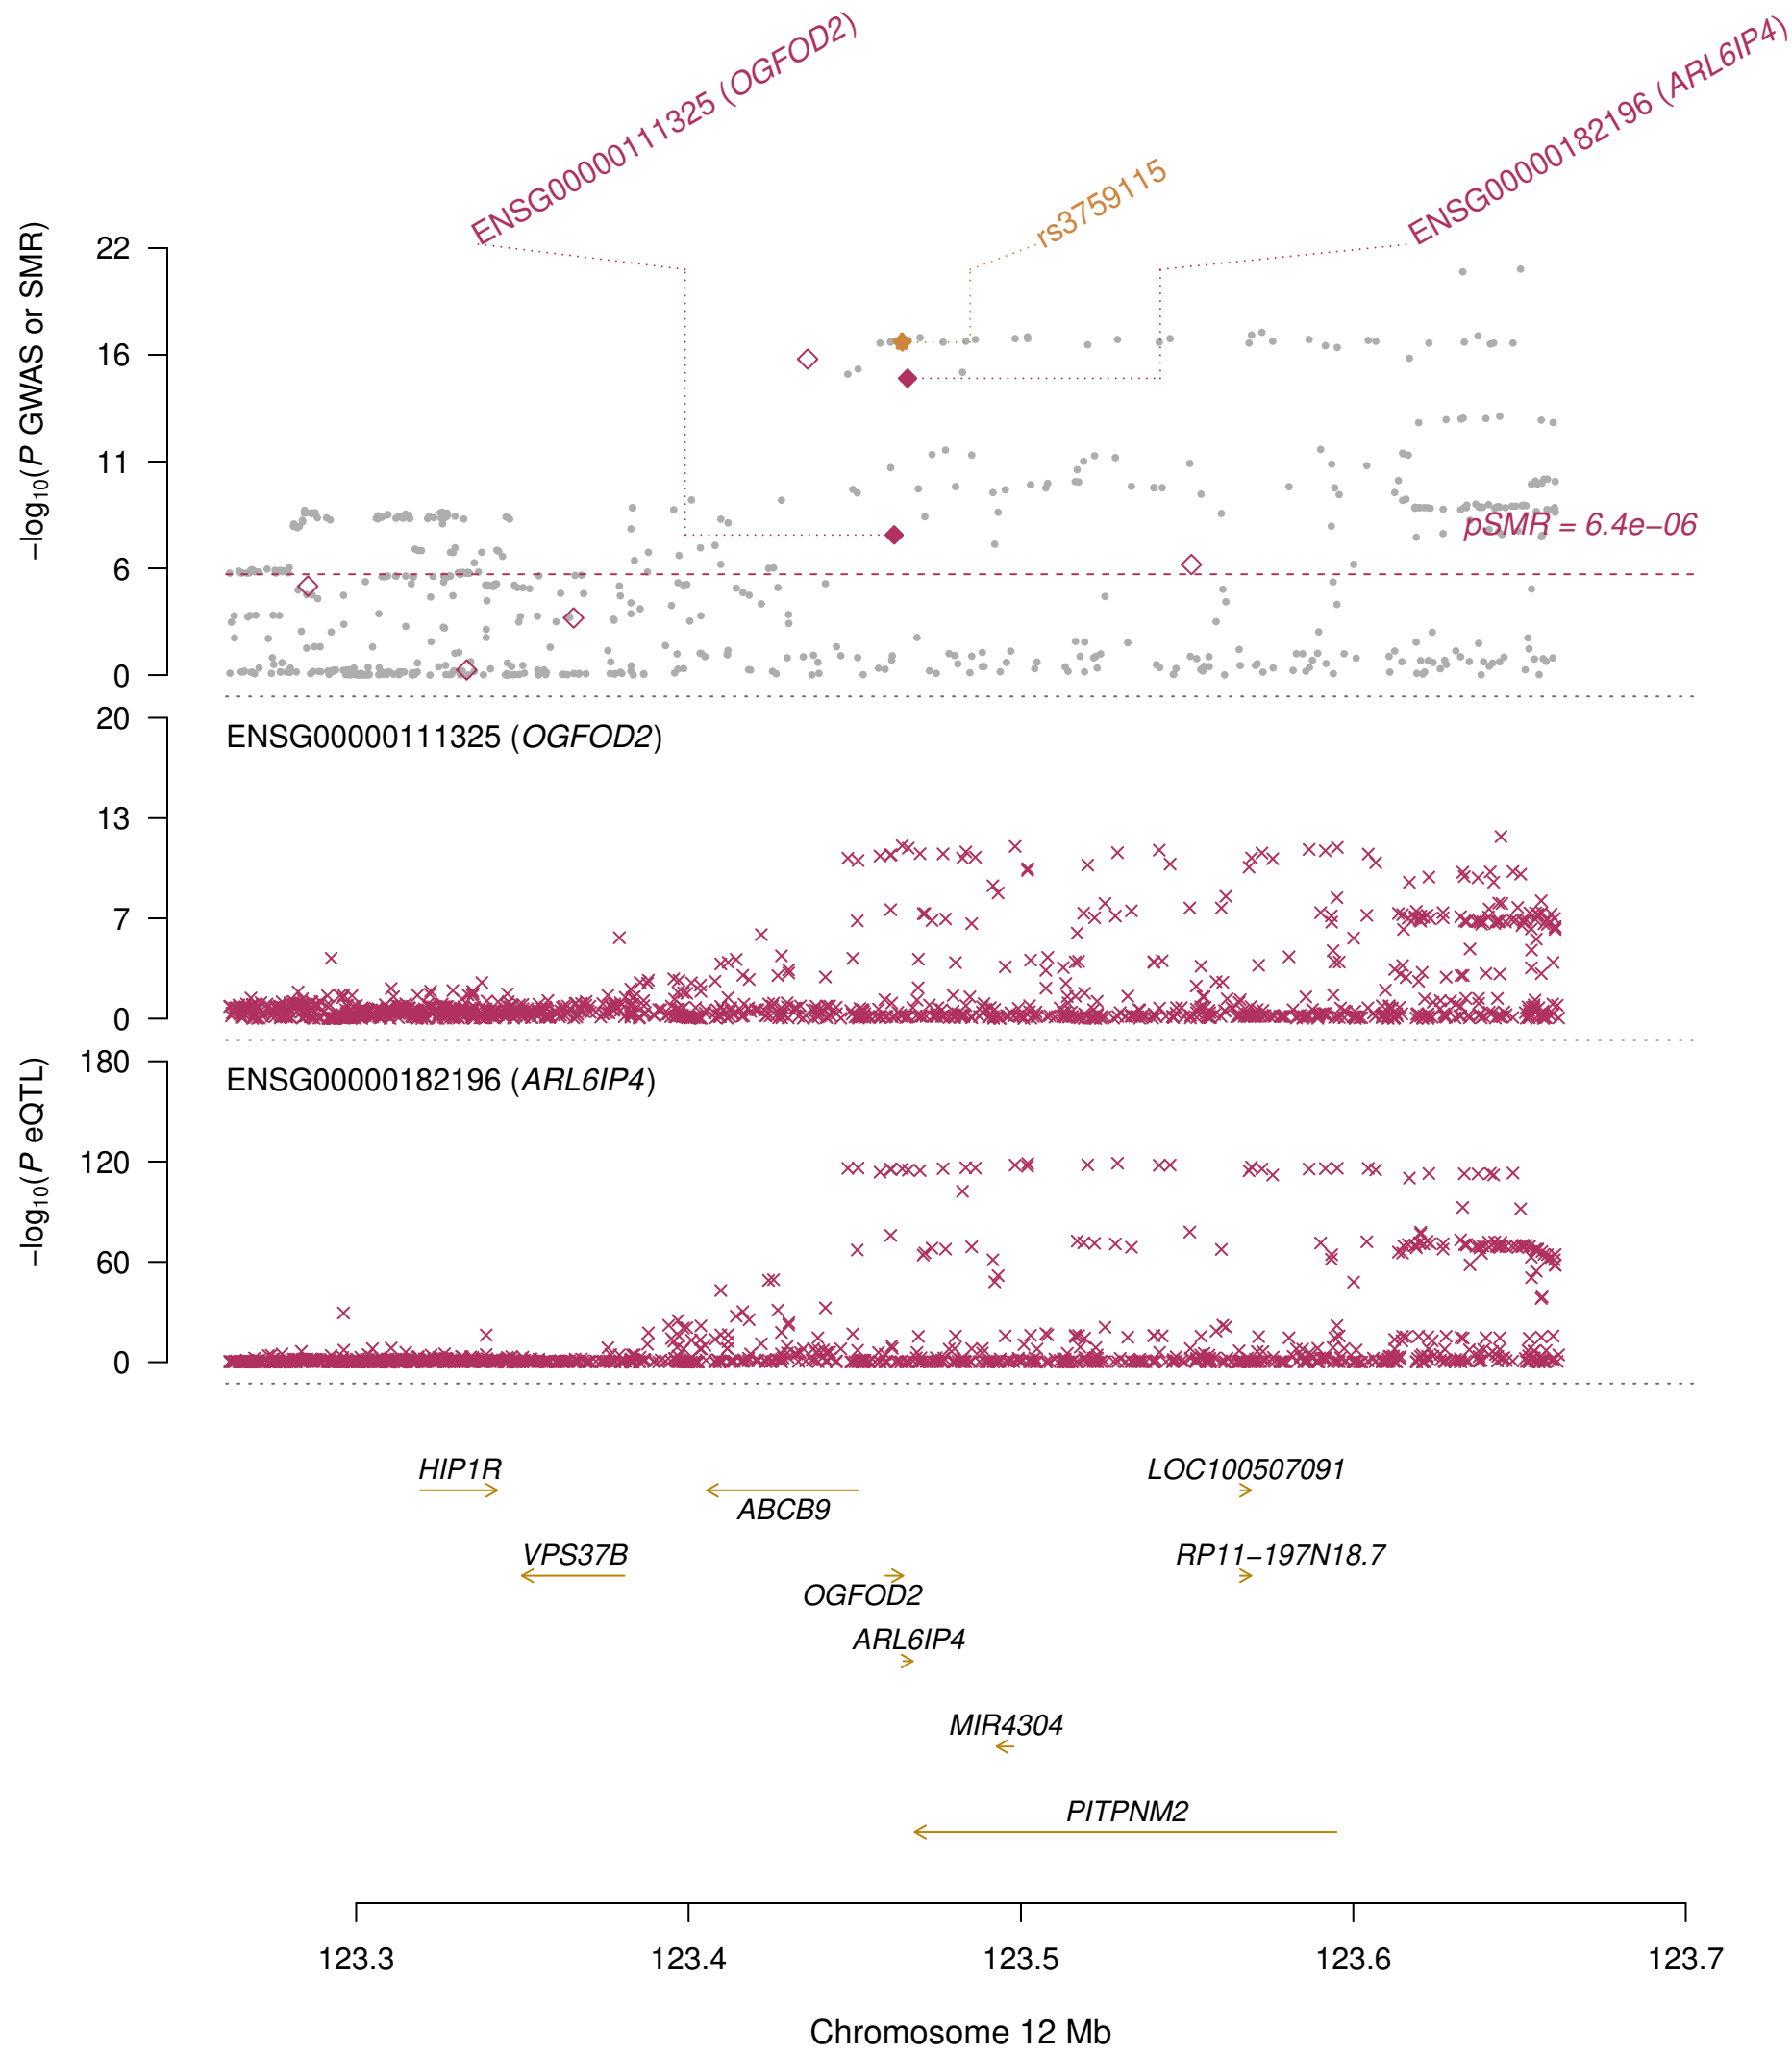 ENSG00000111325 (OGFOD2)
rs3759115
ENSG00000182196 (ARL6IP4)
−log10(P GWAS or SMR)
22
16
11
6
0
pSMR = 6.4e−06
ENSG00000111325 (OGFOD2)
20
13
7
0
−log10(P eQTL)
ENSG00000182196 (ARL6IP4)
180
120
60
0
HIP1R
LOC100507091
ABCB9
VPS37B
RP11−197N18.7
OGFOD2
ARL6IP4
MIR4304
PITPNM2
123.3 123.4 123.5 123.6 123.7
Chromosome 12 Mb